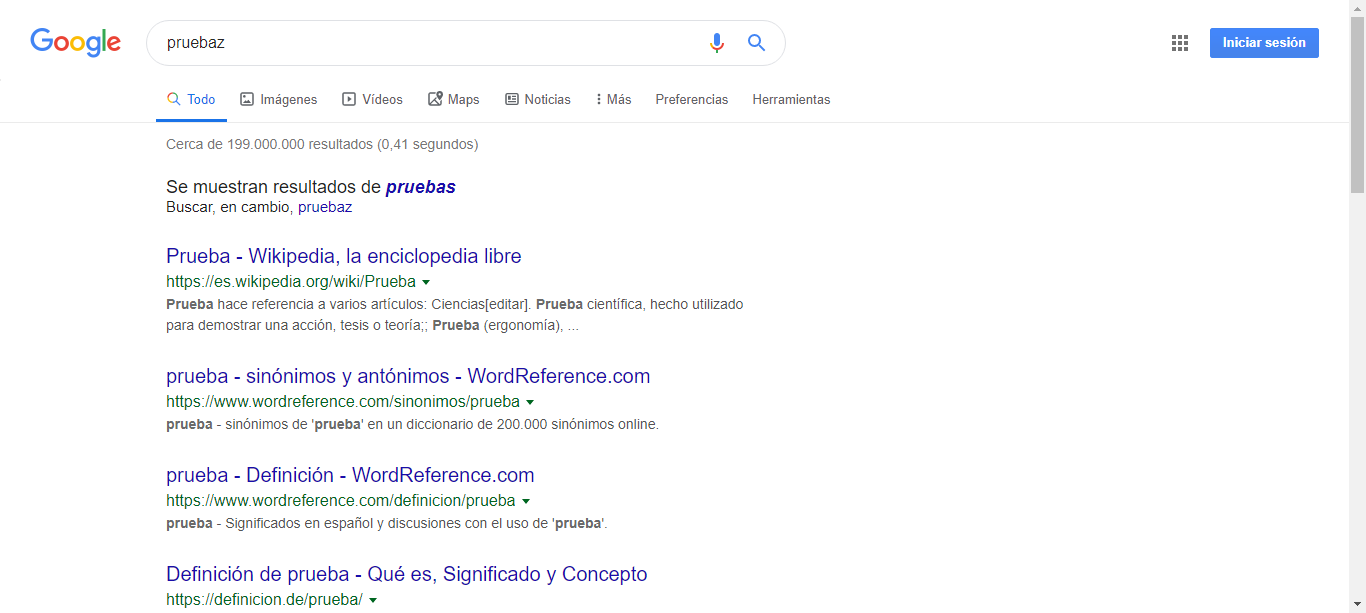 Google
pruebaz
Iniciar sesión
Todo Imágenes Vídeos Maps Noticias Más Preferencias Herramientas
Cerca de 199.000.000 resultados (0,41 segundos)
Se muestran resultados de pruebas
Buscar, en cambio, pruebaz
Prueba - Wikipedia, la enciclopedia libre
https://es.wikipedia.org/wiki/Prueba
Prueba hace referencia a varios artículos: Ciencias[editar]. Prueba científica, hecho utilizado
para demostrar una acción, tesis o teoría;; Prueba (ergonomía), ...
prueba - sinónimos y antónimos - WordReference.com
https://www.wordreference.com/sinonimos/prueba
prueba - sinónimos de 'prueba' en un diccionario de 200.000 sinónimos online.
prueba - Definición - WordReference.com
https://www.wordreference.com/definicion/prueba
prueba - Significados en español y discusiones con el uso de 'prueba'.
Definición de prueba - Qué es, Significado y Concepto
https://definicion.de/prueba/